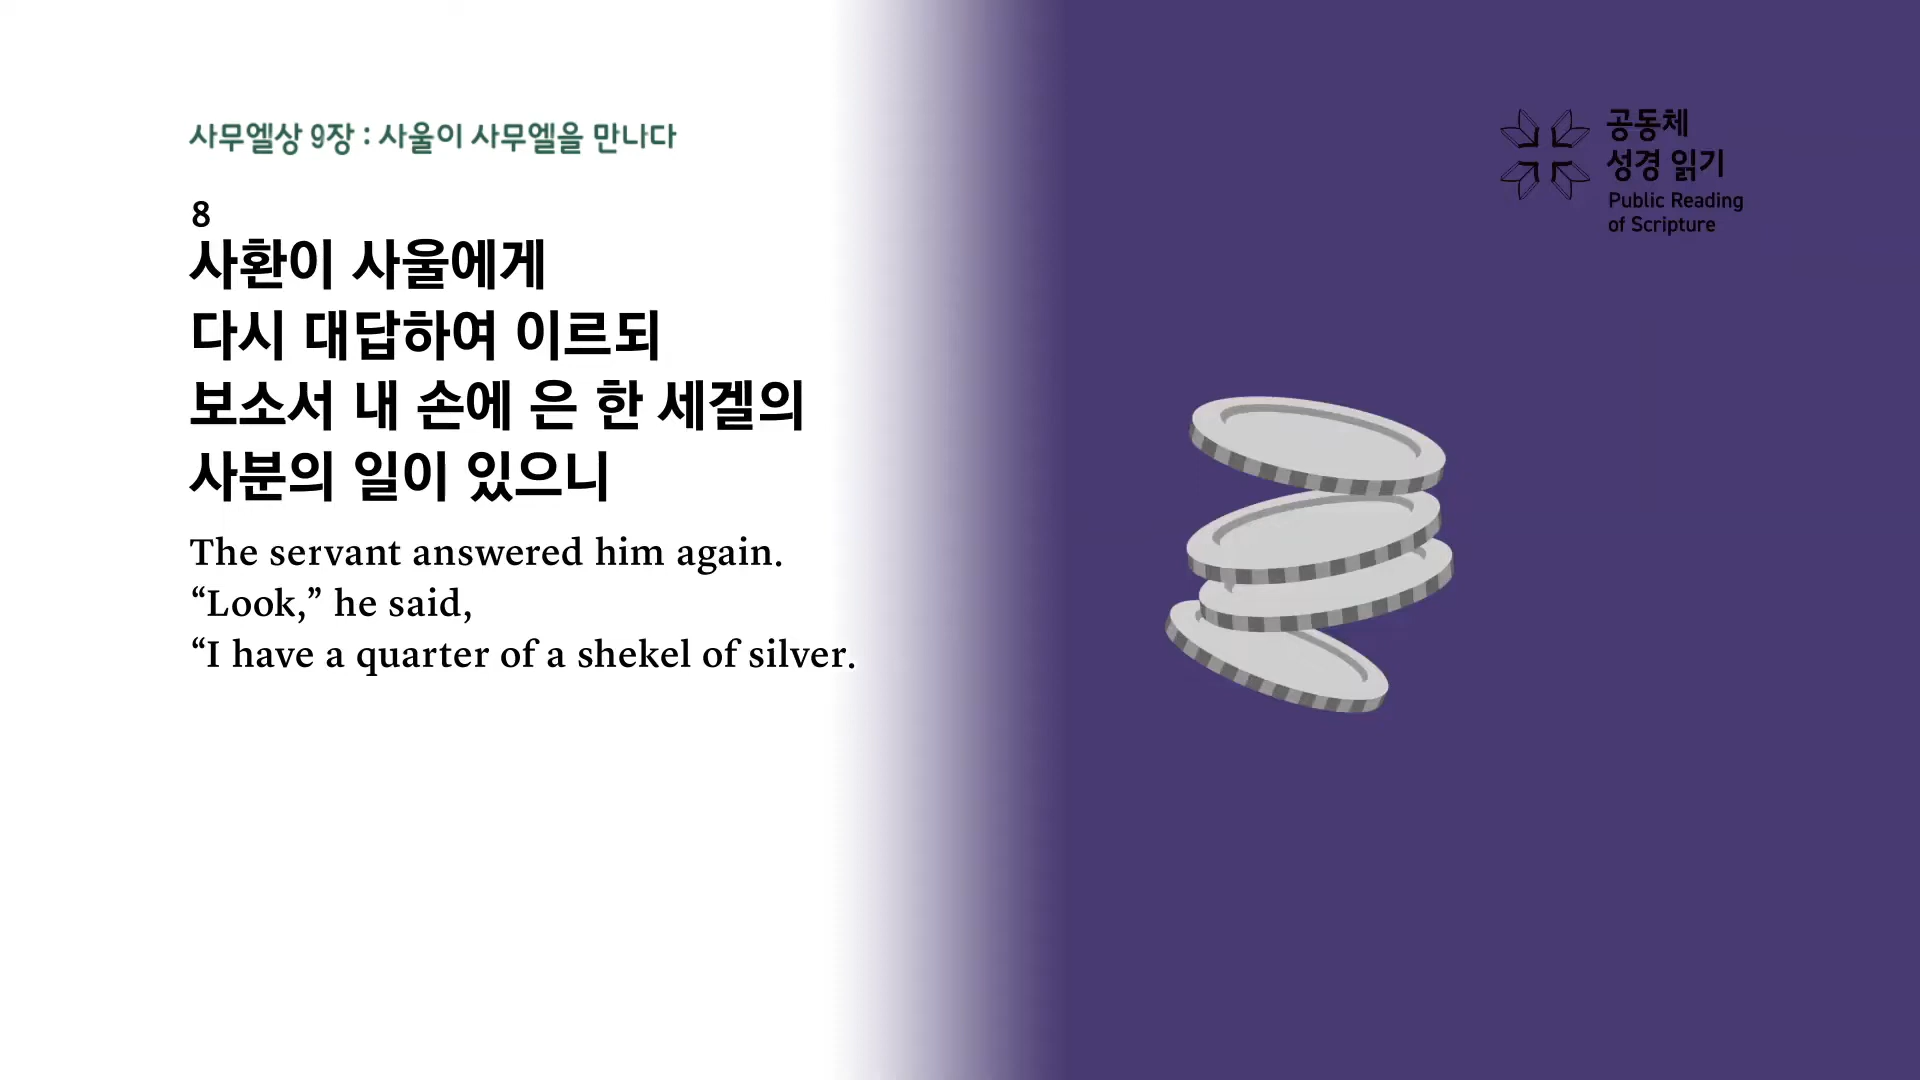 사무엘상 9장 : 사울이 사무엘을 만나다
8
사환이 사울에게
다시 대답하여 이르되
보소서 내 손에 은 한 세겔의
사분의 일이 있으니
The servant answered him again.
“Look,” he said,
“I have a quarter of a shekel of silver.
공동체
성경 읽기
Public Reading
of Scripture